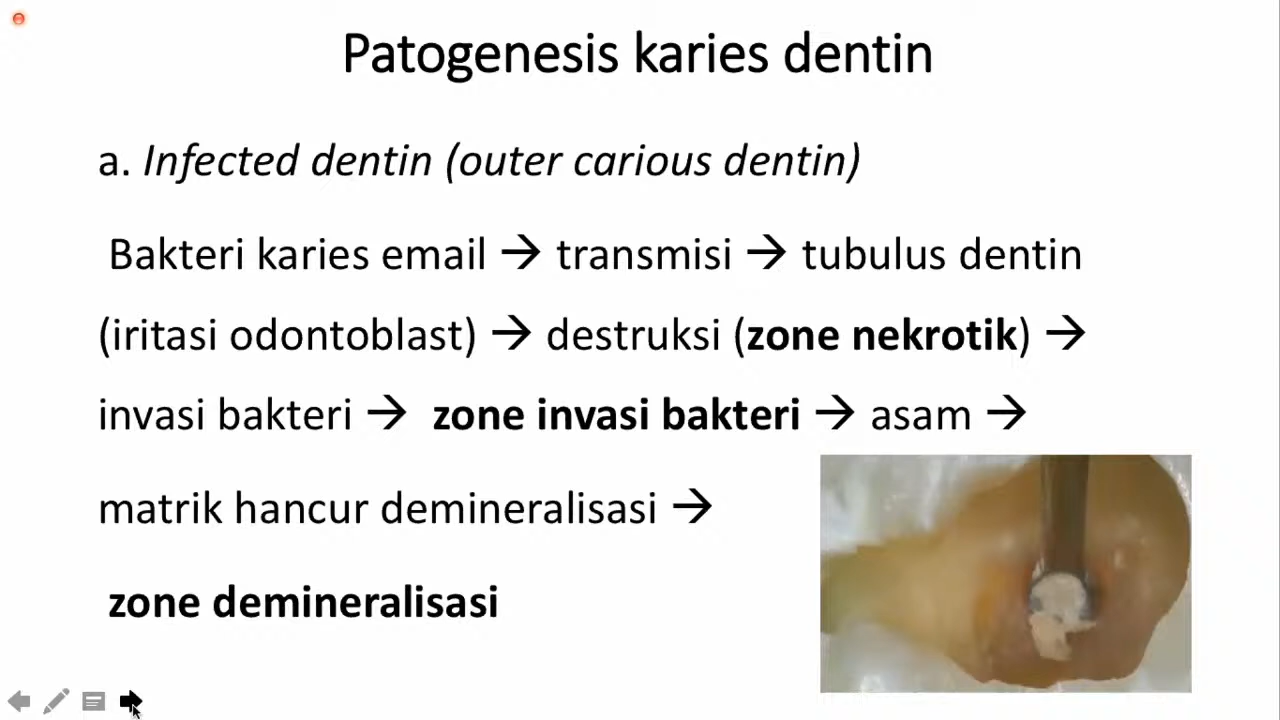 Patogenesis karies dentin
a. Infected dentin (outer carious dentin)
Bakteri karies email → transmisi → tubulus dentin
(iritasi odontoblast) → destruksi (zone nekrotik) →
invasi bakteri → zone invasi bakteri → asam →
matrik hancur demineralisasi →
zone demineralisasi